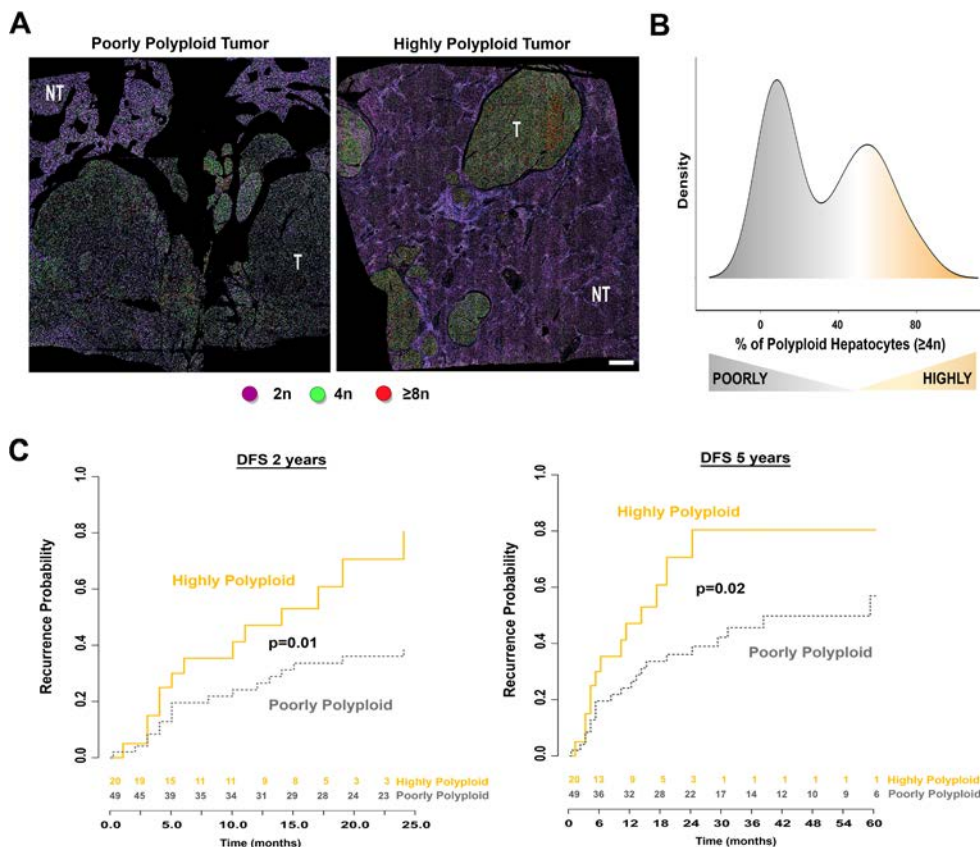 A
Poorly Polyploid Tumor
Highly Polyploid Tumor
NT
T
T
NT
2n
4n
≥8n
B
Density
0
40
80
% of Polyploid Hepatocytes (≥4n)
POORLY
HIGHLY
C
DFS 2 years
Recurrence Probability
1.0
0.8
0.6
0.4
0.2
0.0
Highly Polyploid
p=0.01
Poorly Polyploid
20 19 15 11 11 9 8 5 3 3 Highly Polyploid
49 45 39 35 34 31 29 28 24 23 Poorly Polyploid
0.0 5.0 10.0 15.0 20.0 25.0
Time (months)
DFS 5 years
Recurrence Probability
1.0
0.8
0.6
0.4
0.2
0.0
Highly Polyploid
p=0.02
Poorly Polyploid
20 13 9 5 3 1 1 1 1 1 1 Highly Polyploid
49 36 32 28 22 17 14 12 10 9 6 Poorly Polyploid
0 6 12 18 24 30 36 42 48 54 60
Time (months)